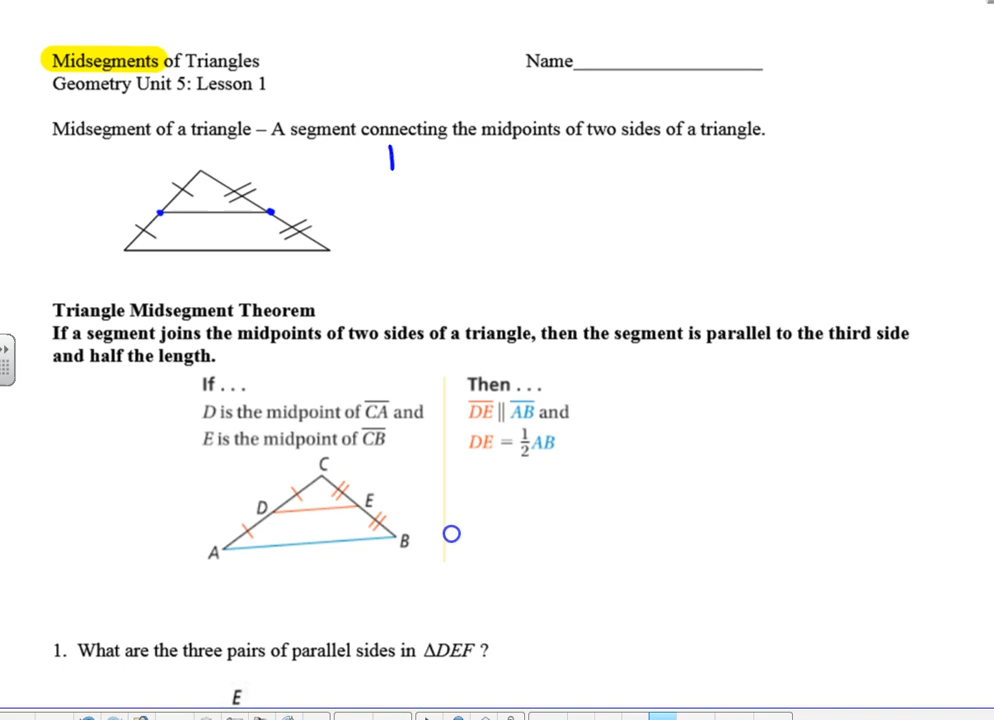 Midsegments of Triangles
Name__________________
Geometry Unit 5: Lesson 1
Midsegment of a triangle – A segment connecting the midpoints of two sides of a triangle.
Triangle Midsegment Theorem
If a segment joins the midpoints of two sides of a triangle, then the segment is parallel to the third side
and half the length.
If . . .
D is the midpoint of CA and
E is the midpoint of CB
Then . . .
DE || AB and
DE = 1/2 AB
C
D
E
A
B
1. What are the three pairs of parallel sides in ΔDEF ?
E